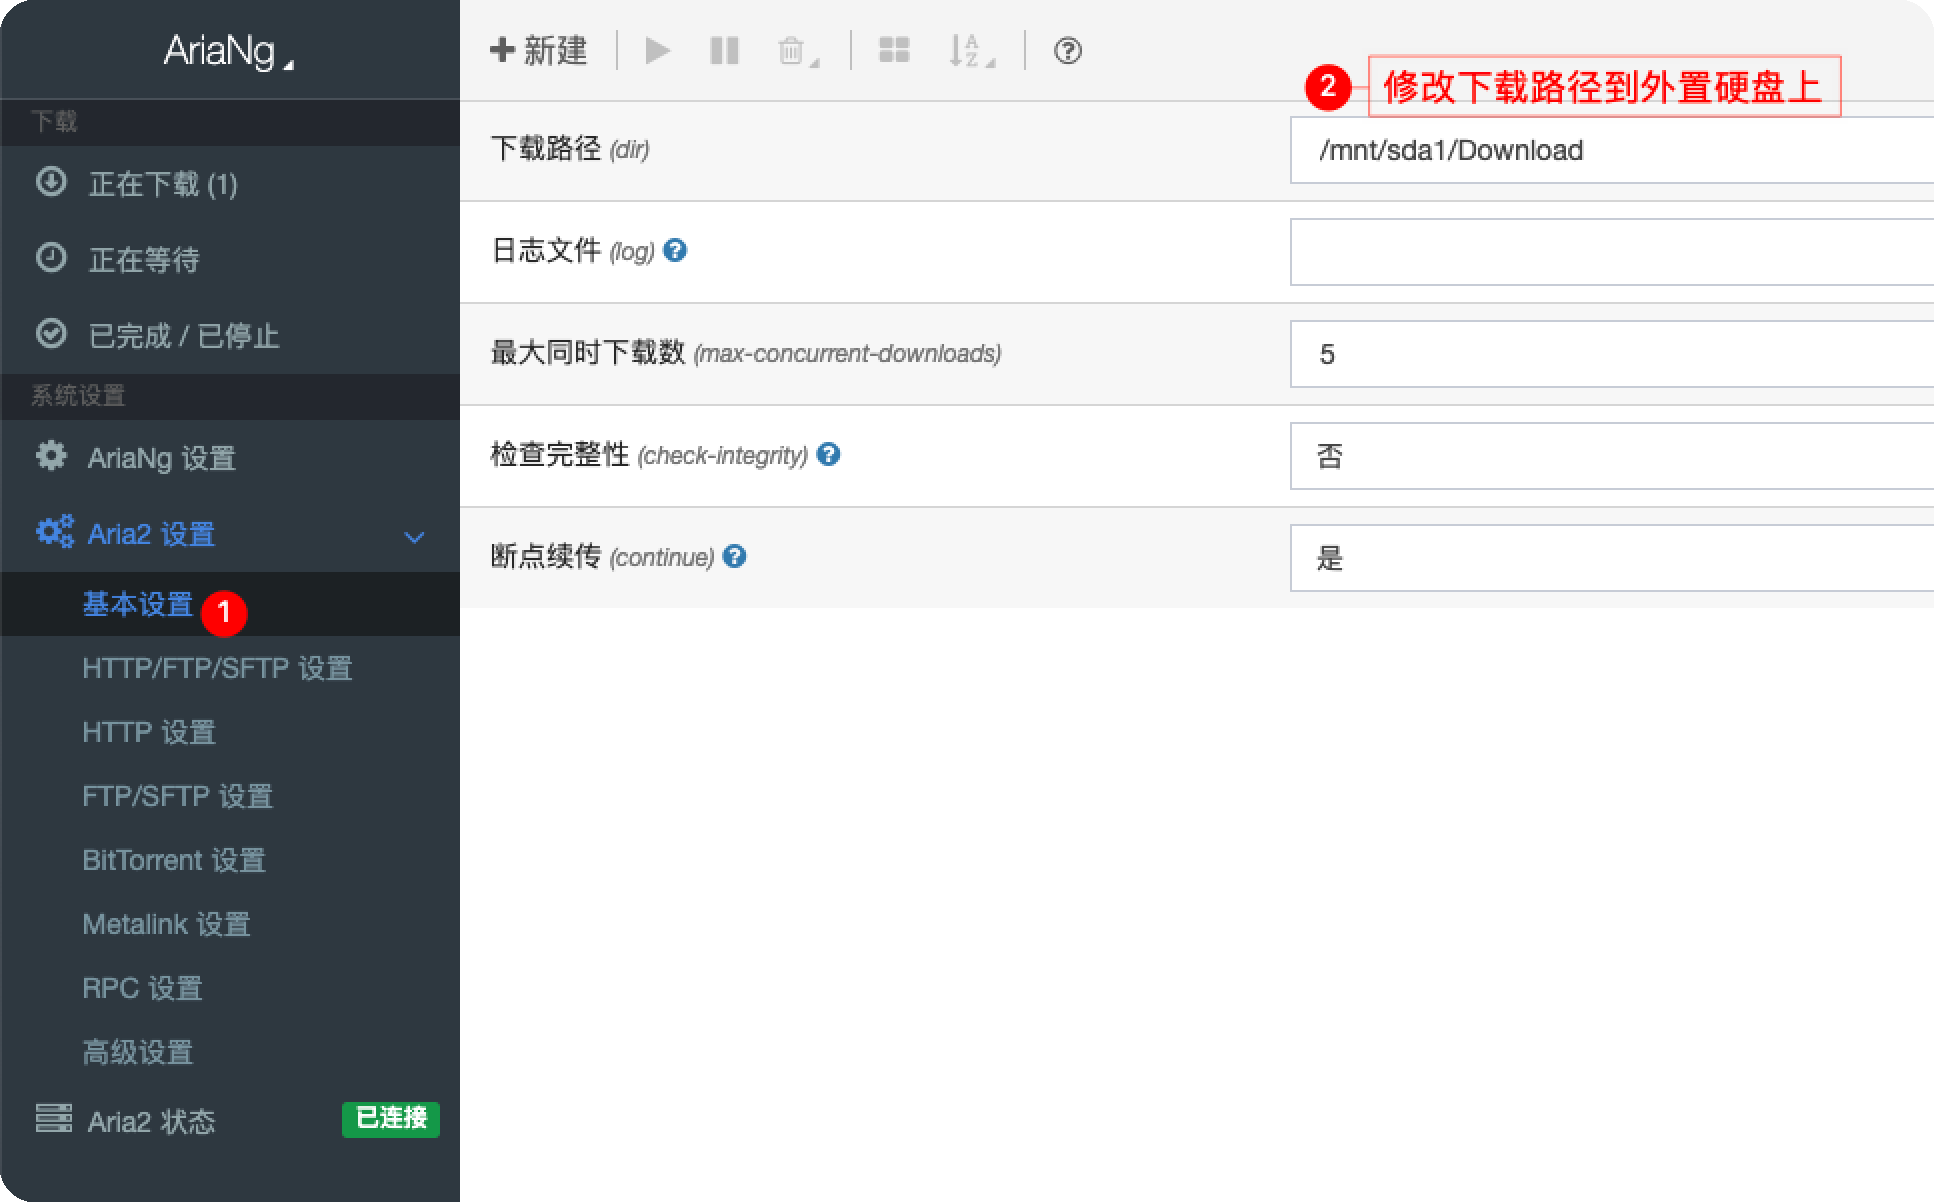 AriaNg
下载
正在下载 (1)
正在等待
已完成 / 已停止
系统设置
AriaNg 设置
Aria2 设置
基本设置 1
HTTP/FTP/SFTP 设置
HTTP 设置
FTP/SFTP 设置
BitTorrent 设置
Metalink 设置
RPC 设置
高级设置
Aria2 状态 已连接
新建
2 修改下载路径到外置硬盘上
下载路径 (dir) /mnt/sda1/Download
日志文件 (log)
最大同时下载数 (max-concurrent-downloads) 5
检查完整性 (check-integrity) 否
断点续传 (continue) 是